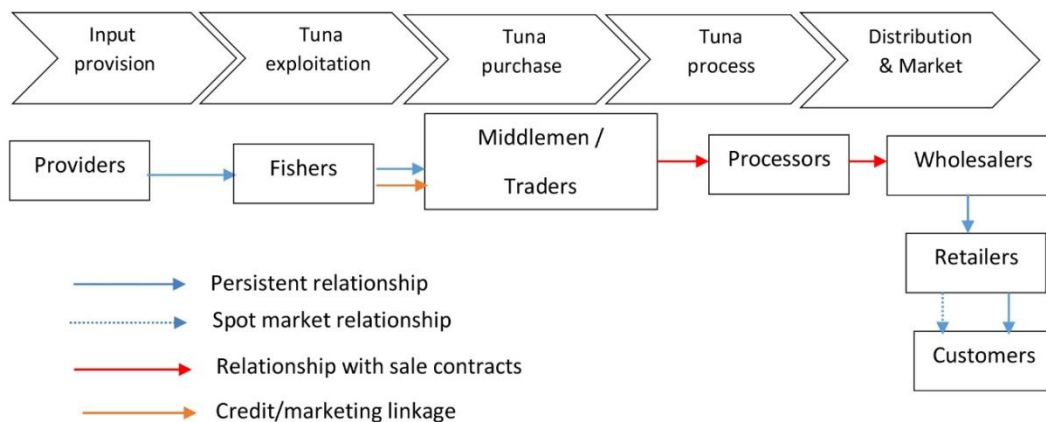 Input
provision
Tuna
exploitation
Tuna
purchase
Tuna
process
Distribution
& Market
Providers
Fishers
Middlemen /
Traders
Processors
Wholesalers
Retailers
Customers
Persistent relationship
Spot market relationship
Relationship with sale contracts
Credit/marketing linkage